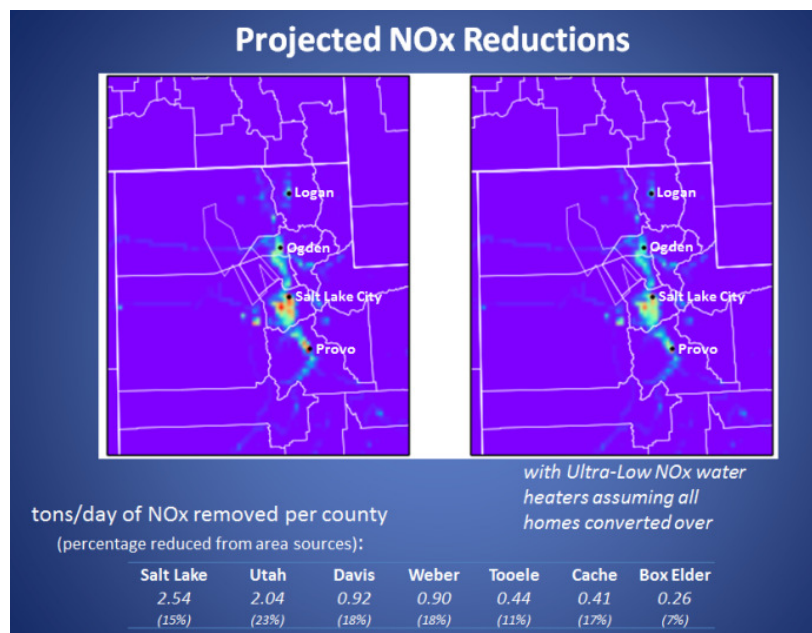 Projected NOx Reductions
Logan
Ogden
Salt Lake City
Provo
Logan
Ogden
Salt Lake City
Provo
with Ultra-Low NOx water
heaters assuming all
homes converted over
tons/day of NOx removed per county
(percentage reduced from area sources):
Salt Lake Utah Davis Weber Tooele Cache Box Elder
2.54 2.04 0.92 0.90 0.44 0.41 0.26
(15%) (23%) (18%) (18%) (11%) (17%) (7%)